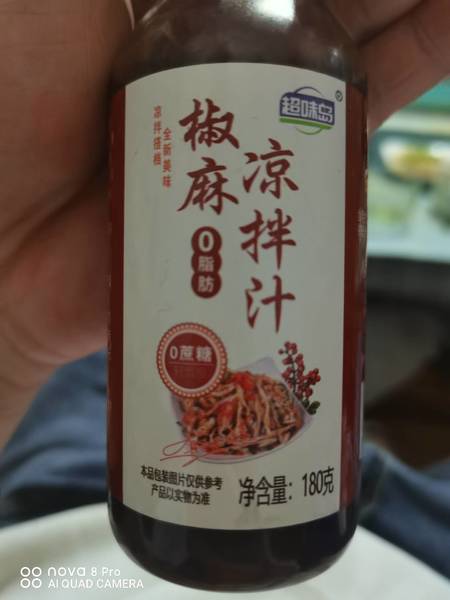 超味岛®
全新美味
凉拌搭档
椒麻
凉拌汁
0脂肪
0蔗糖
本品包装图片仅供参考
产品以实物为准
净含量：180克
nova 8 Pro
AI QUAD CAMERA